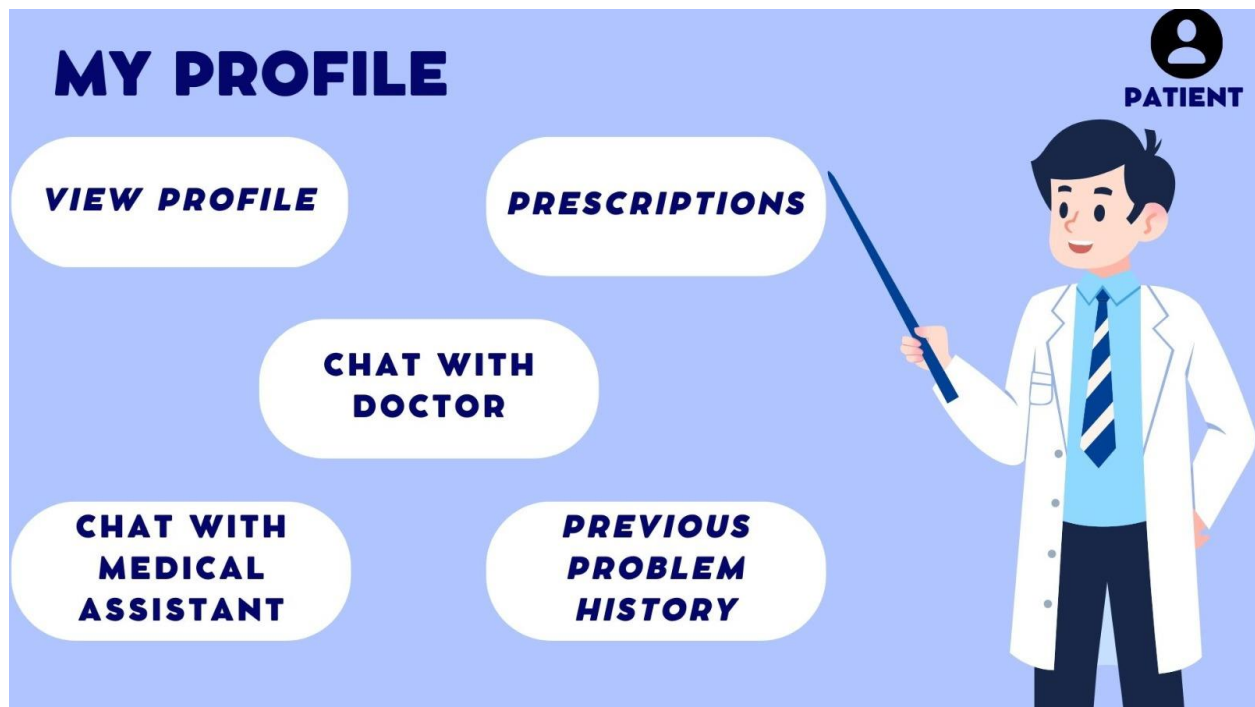 MY PROFILE
PATIENT
VIEW PROFILE
PRESCRIPTIONS
CHAT WITH
DOCTOR
CHAT WITH
MEDICAL
ASSISTANT
PREVIOUS
PROBLEM
HISTORY